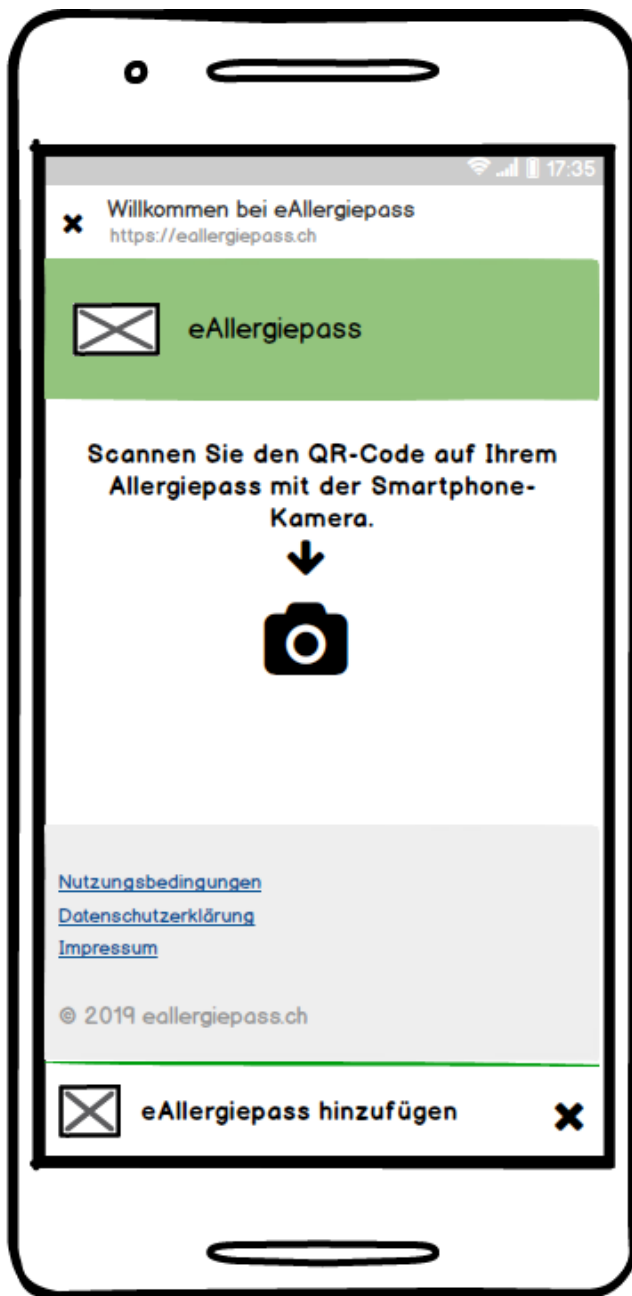 17:35
Willkommen bei eAllergiepass
https://eallergiepass.ch
eAllergiepass
Scannen Sie den QR-Code auf Ihrem
Allergiepass mit der Smartphone-
Kamera.
Nutzungsbedingungen
Datenschutzerklärung
Impressum
© 2019 eallergiepass.ch
eAllergiepass hinzufügen